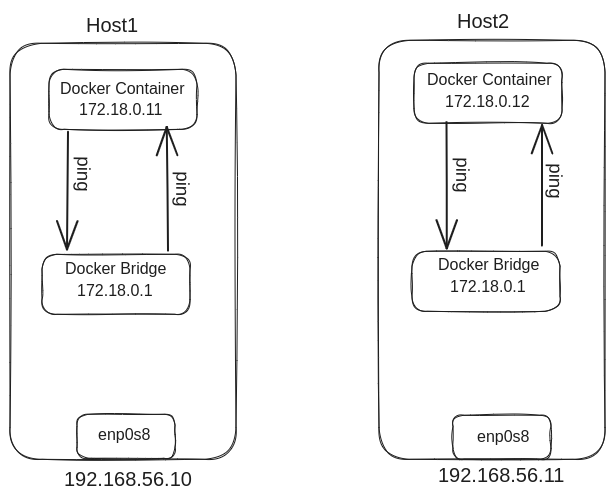 Host1
Docker Container
172.18.0.11
ping
ping
Docker Bridge
172.18.0.1
enp0s8
192.168.56.10
Host2
Docker Container
172.18.0.12
ping
ping
Docker Bridge
172.18.0.1
enp0s8
192.168.56.11